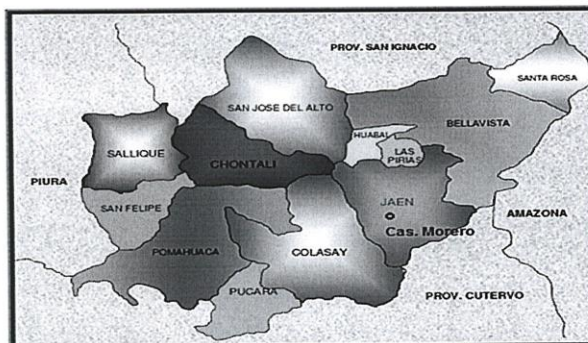 PROV. SAN IGNACIO
SANTA ROSA
SAN JOSE DEL ALTO
BELLAVISTA
HUABAL
LAS
PIRIAS
SALLIQUE
CHONTALI
PIURA
SAN FELIPE
JAEN
AMAZONA
Cas. Morero
POMAHUACA
COLASAY
PUCARA
PROV. CUTERVO